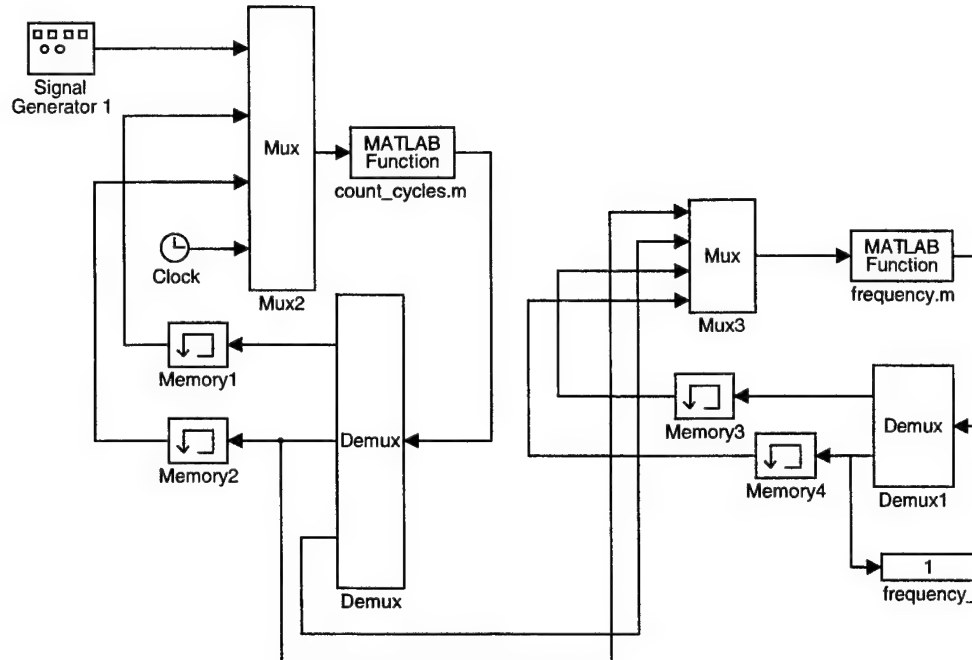 Signal
Generator 1
Mux
Mux2
MATLAB
Function
count_cycles.m
Clock
Memory1
Memory2
Demux
Demux
Mux
Mux3
MATLAB
Function
frequency.m
Memory3
Memory4
Demux
Demux1
1
frequency_